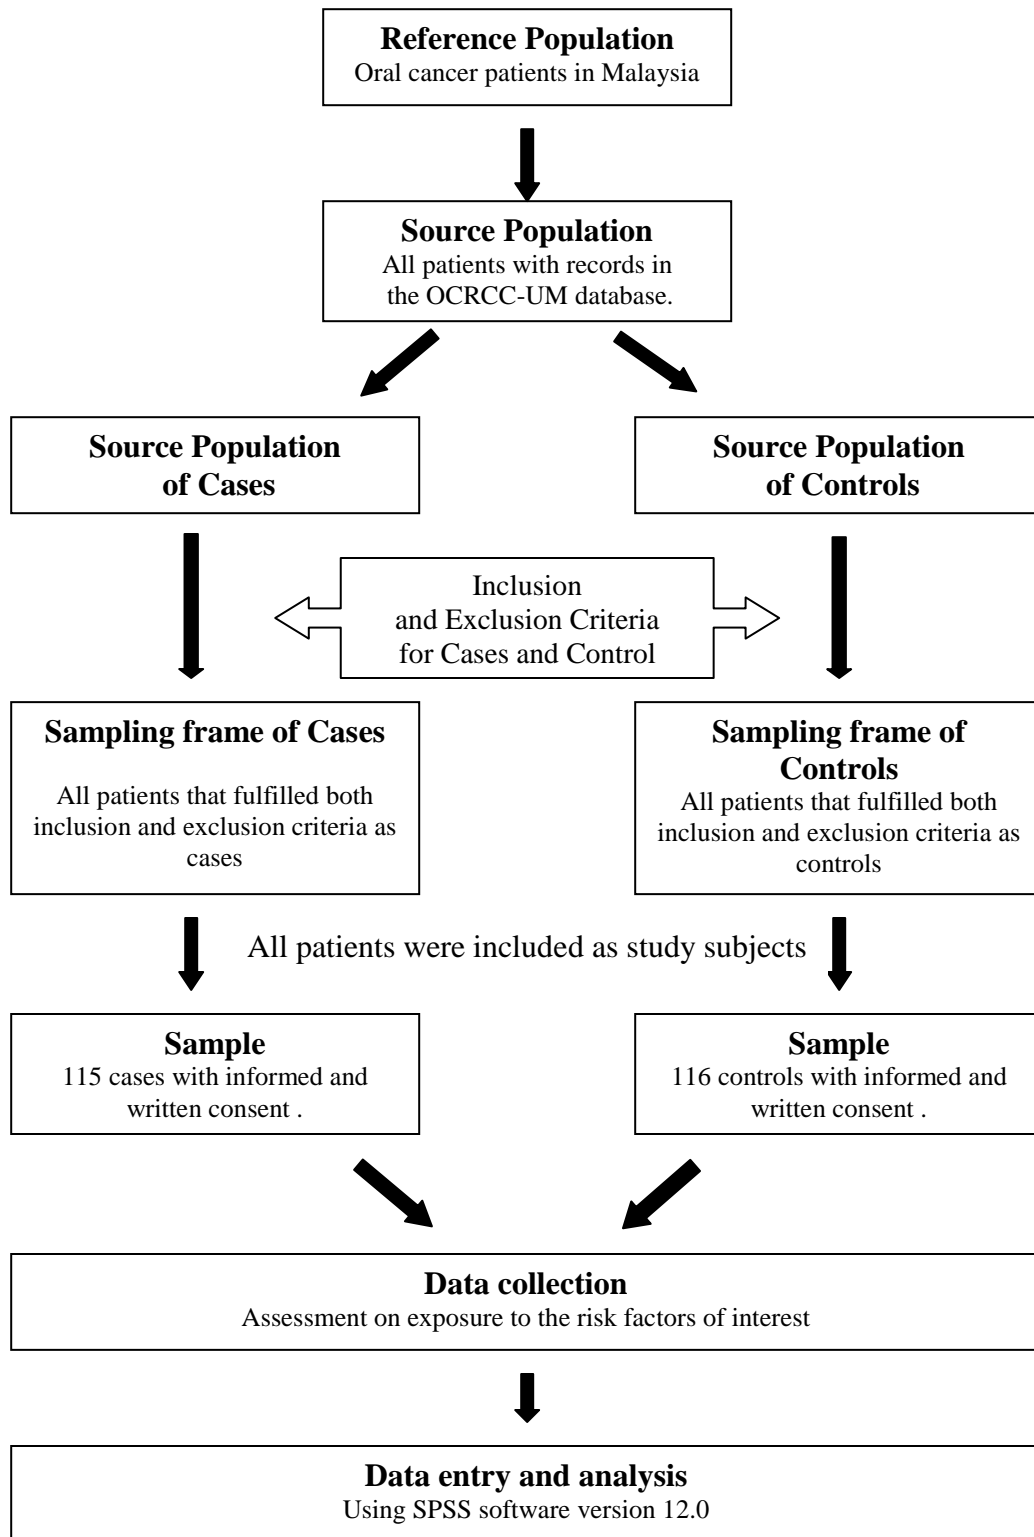 Reference Population
Oral cancer patients in Malaysia
Source Population
All patients with records in
the OCRCC-UM database.
Source Population
of Cases
Source Population
of Controls
Inclusion
and Exclusion Criteria
for Cases and Control
Sampling frame of Cases
All patients that fulfilled both
inclusion and exclusion criteria as
cases
Sampling frame of
Controls
All patients that fulfilled both
inclusion and exclusion criteria as
controls
All patients were included as study subjects
Sample
115 cases with informed and
written consent .
Sample
116 controls with informed and
written consent .
Data collection
Assessment on exposure to the risk factors of interest
Data entry and analysis
Using SPSS software version 12.0